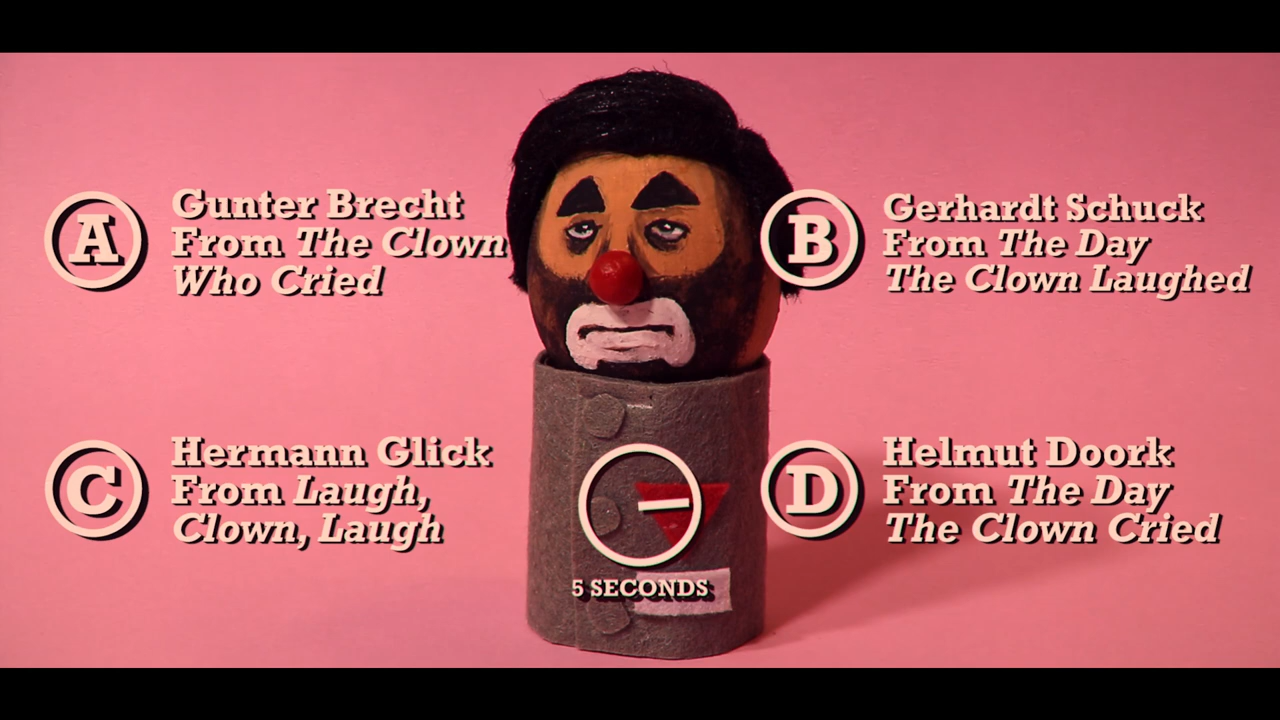 A
Gunter Brecht
From The Clown
Who Cried
B
Gerhardt Schuck
From The Day
The Clown Laughed
C
Hermann Glick
From Laugh,
Clown, Laugh
D
Helmut Doork
From The Day
The Clown Cried
5 SECONDS